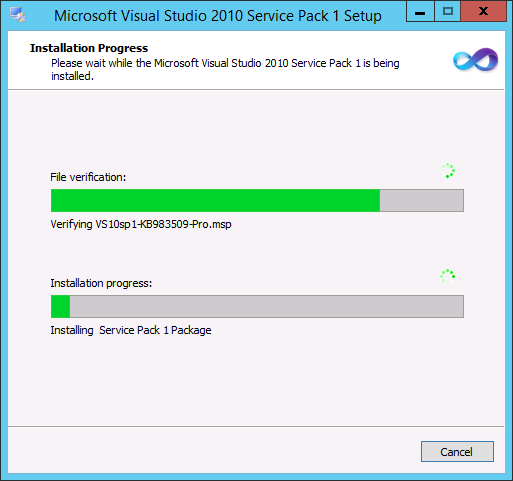 Microsoft Visual Studio 2010 Service Pack 1 Setup
Installation Progress
Please wait while the Microsoft Visual Studio 2010 Service Pack 1 is being
installed.
File verification:
Verifying VS10sp1-KB983509-Pro.msp
Installation progress:
Installing  Service Pack 1 Package
Cancel